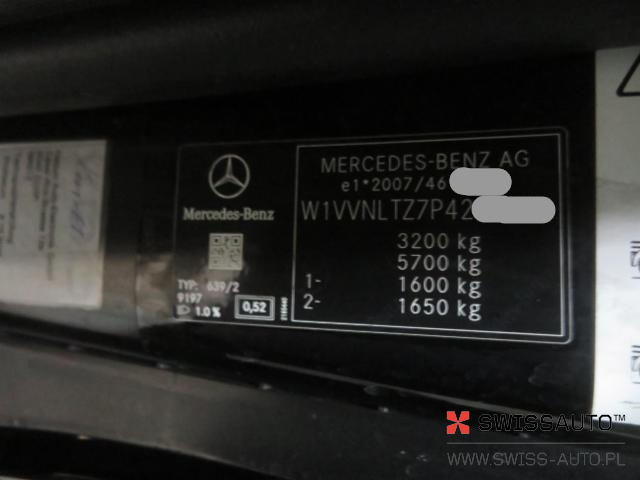 MERCEDES-BENZ AG
e1*2007/46
W1VVNLTZ7P42
3200 kg
5700 kg
1- 1600 kg
2- 1650 kg
Mercedes-Benz
TYP: 639/2
9197
1.0% 0,52
SWISSAUTO™
WWW.SWISS-AUTO.PL